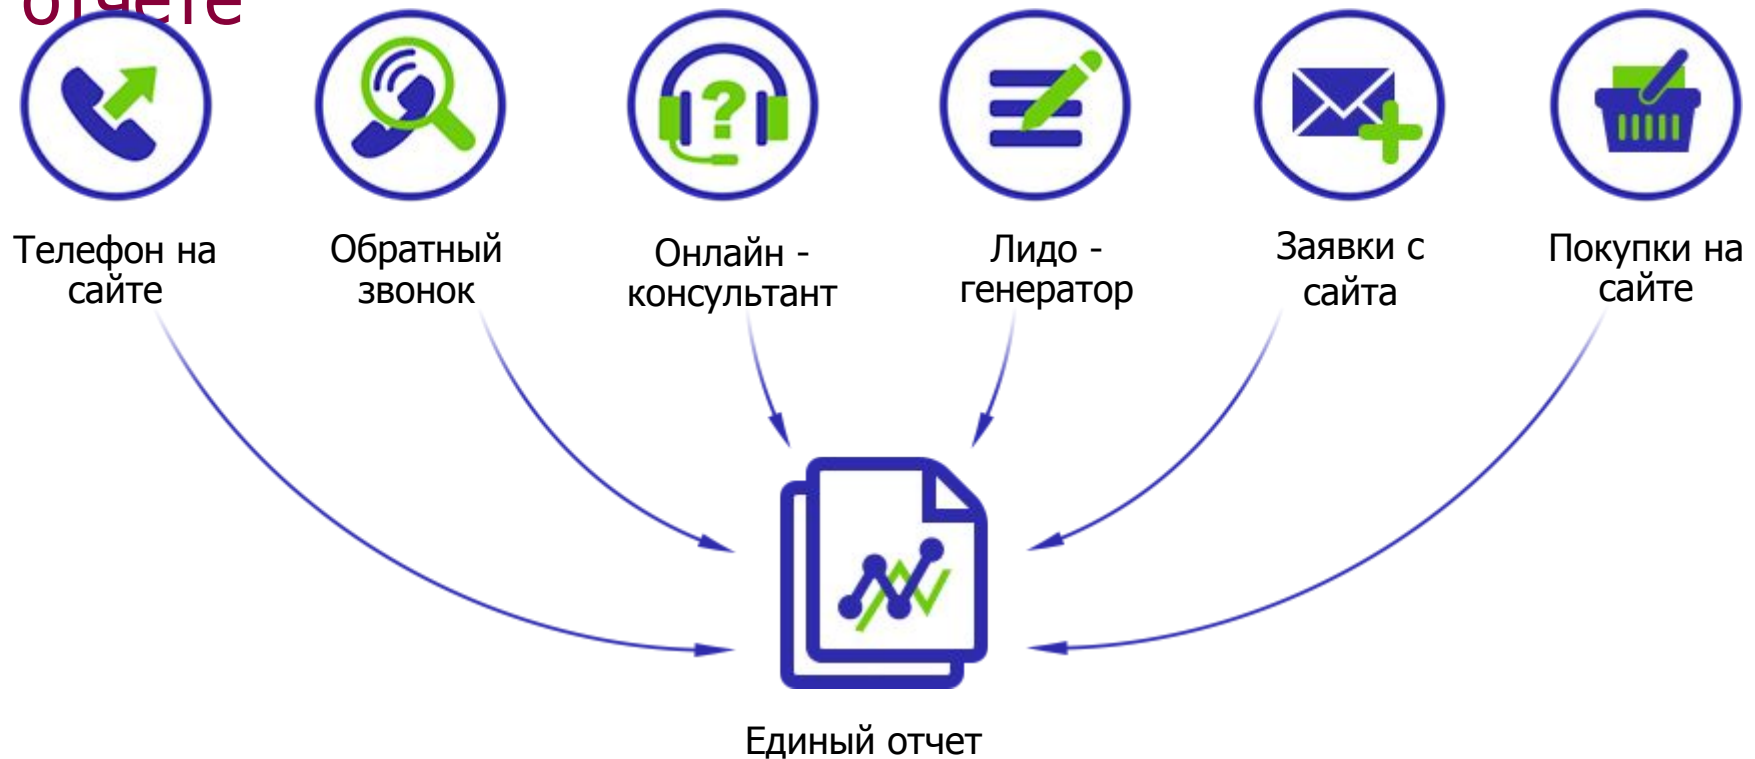 отчете
Телефон на
сайте
Обратный
звонок
Онлайн -
консультант
Лидо -
генератор
Заявки с
сайта
Покупки на
сайте
Единый отчет